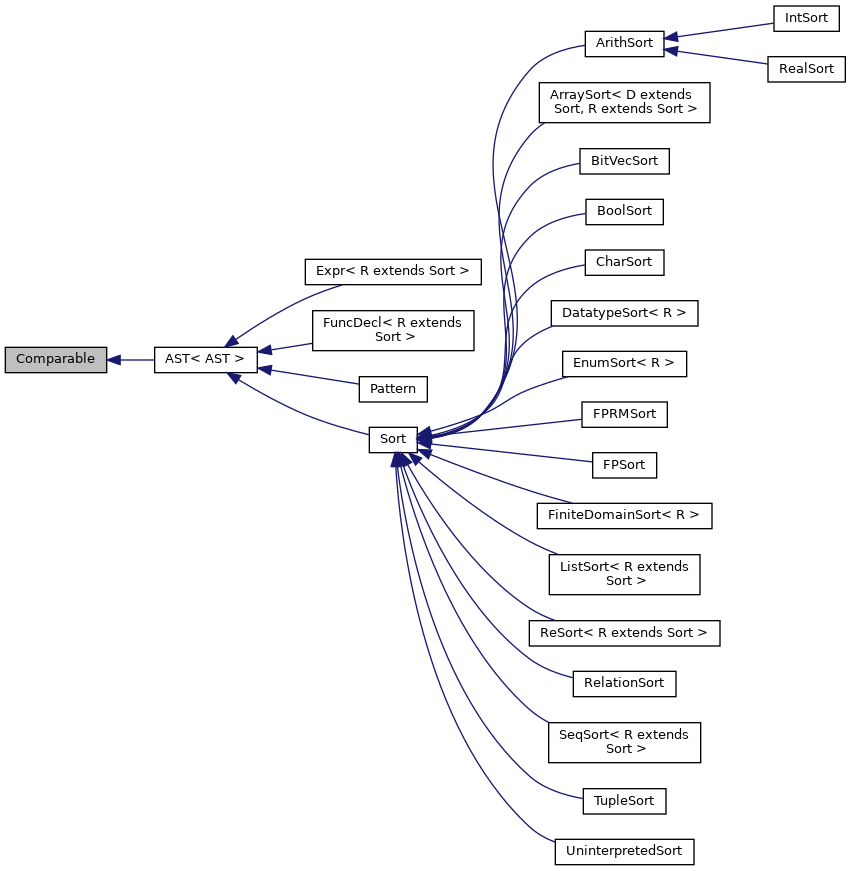 Comparable
AST< AST >
Expr< R extends Sort >
FuncDecl< R extends
Sort >
Pattern
Sort
ArithSort
IntSort
RealSort
ArraySort< D extends
Sort, R extends Sort >
BitVecSort
BoolSort
CharSort
DatatypeSort< R >
EnumSort< R >
FPRMSort
FPSort
FiniteDomainSort< R >
ListSort< R extends
Sort >
ReSort< R extends Sort >
RelationSort
SeqSort< R extends
Sort >
TupleSort
UninterpretedSort